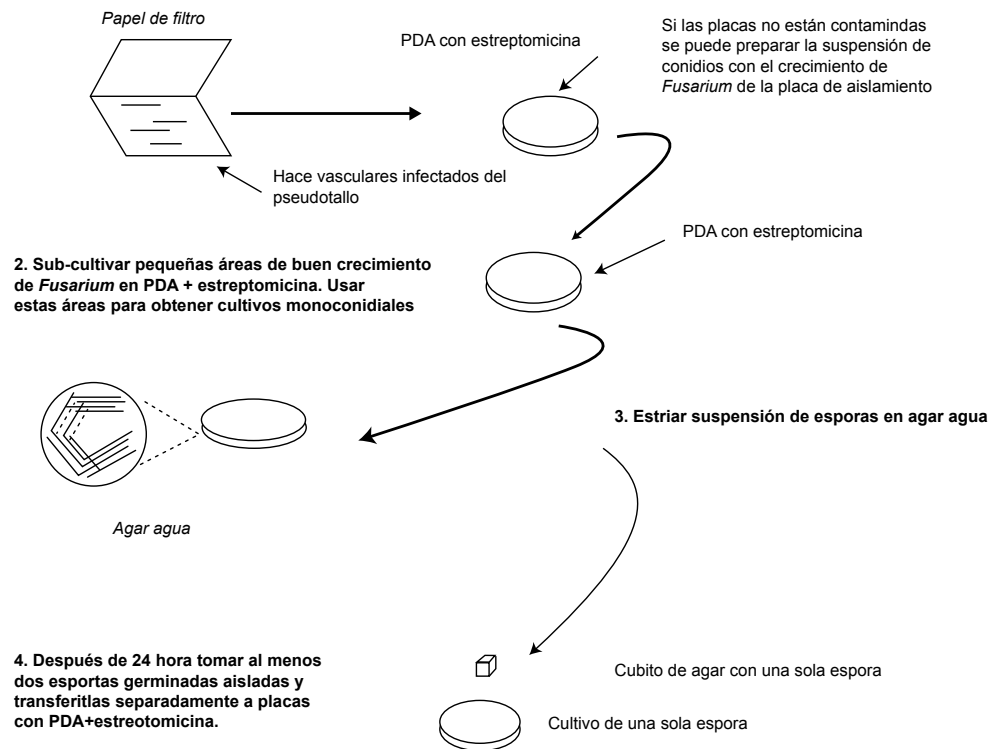 Papel de filtro
PDA con estreptomicina
Si las placas no están contamindas
se puede preparar la suspensión de
conidios con el crecimiento de
Fusarium de la placa de aislamiento
Hace vasculares infectados del
pseudotallo
PDA con estreptomicina
2. Sub-cultivar pequeñas áreas de buen crecimiento
de Fusarium en PDA + estreptomicina. Usar
estas áreas para obtener cultivos monoconidiales
3. Estriar suspensión de esporas en agar agua
Agar agua
4. Después de 24 hora tomar al menos
dos esportas germinadas aisladas y
transferitlas separadamente a placas
con PDA+estreotomicina.
Cubito de agar con una sola espora
Cultivo de una sola espora